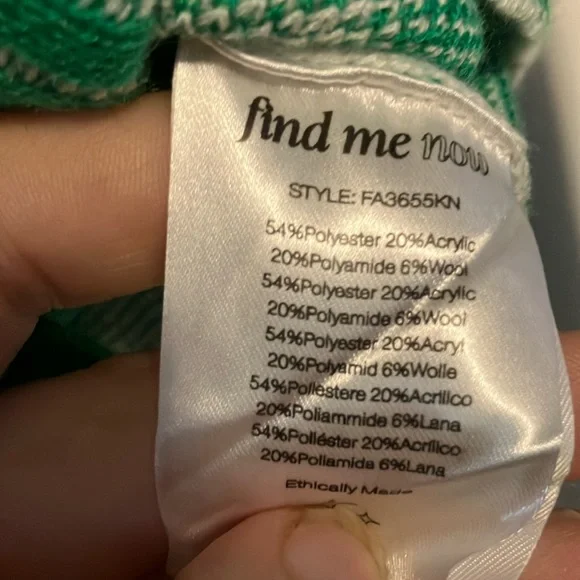 find me now
STYLE: FA3655KN
54%Polyester 20%Acrylic
20%Polyamide 6%Wool
54%Polyester 20%Acrylic
20%Polyamide 6%Wool
54%Polyester 20%Acryl
20%Polyamid 6%Wolle
54%Poliestere 20%Acrilico
20%Poliammide 6%Lana
54%Poliéster 20%Acrílico
20%Poliamida 6%Lana
Ethically Made